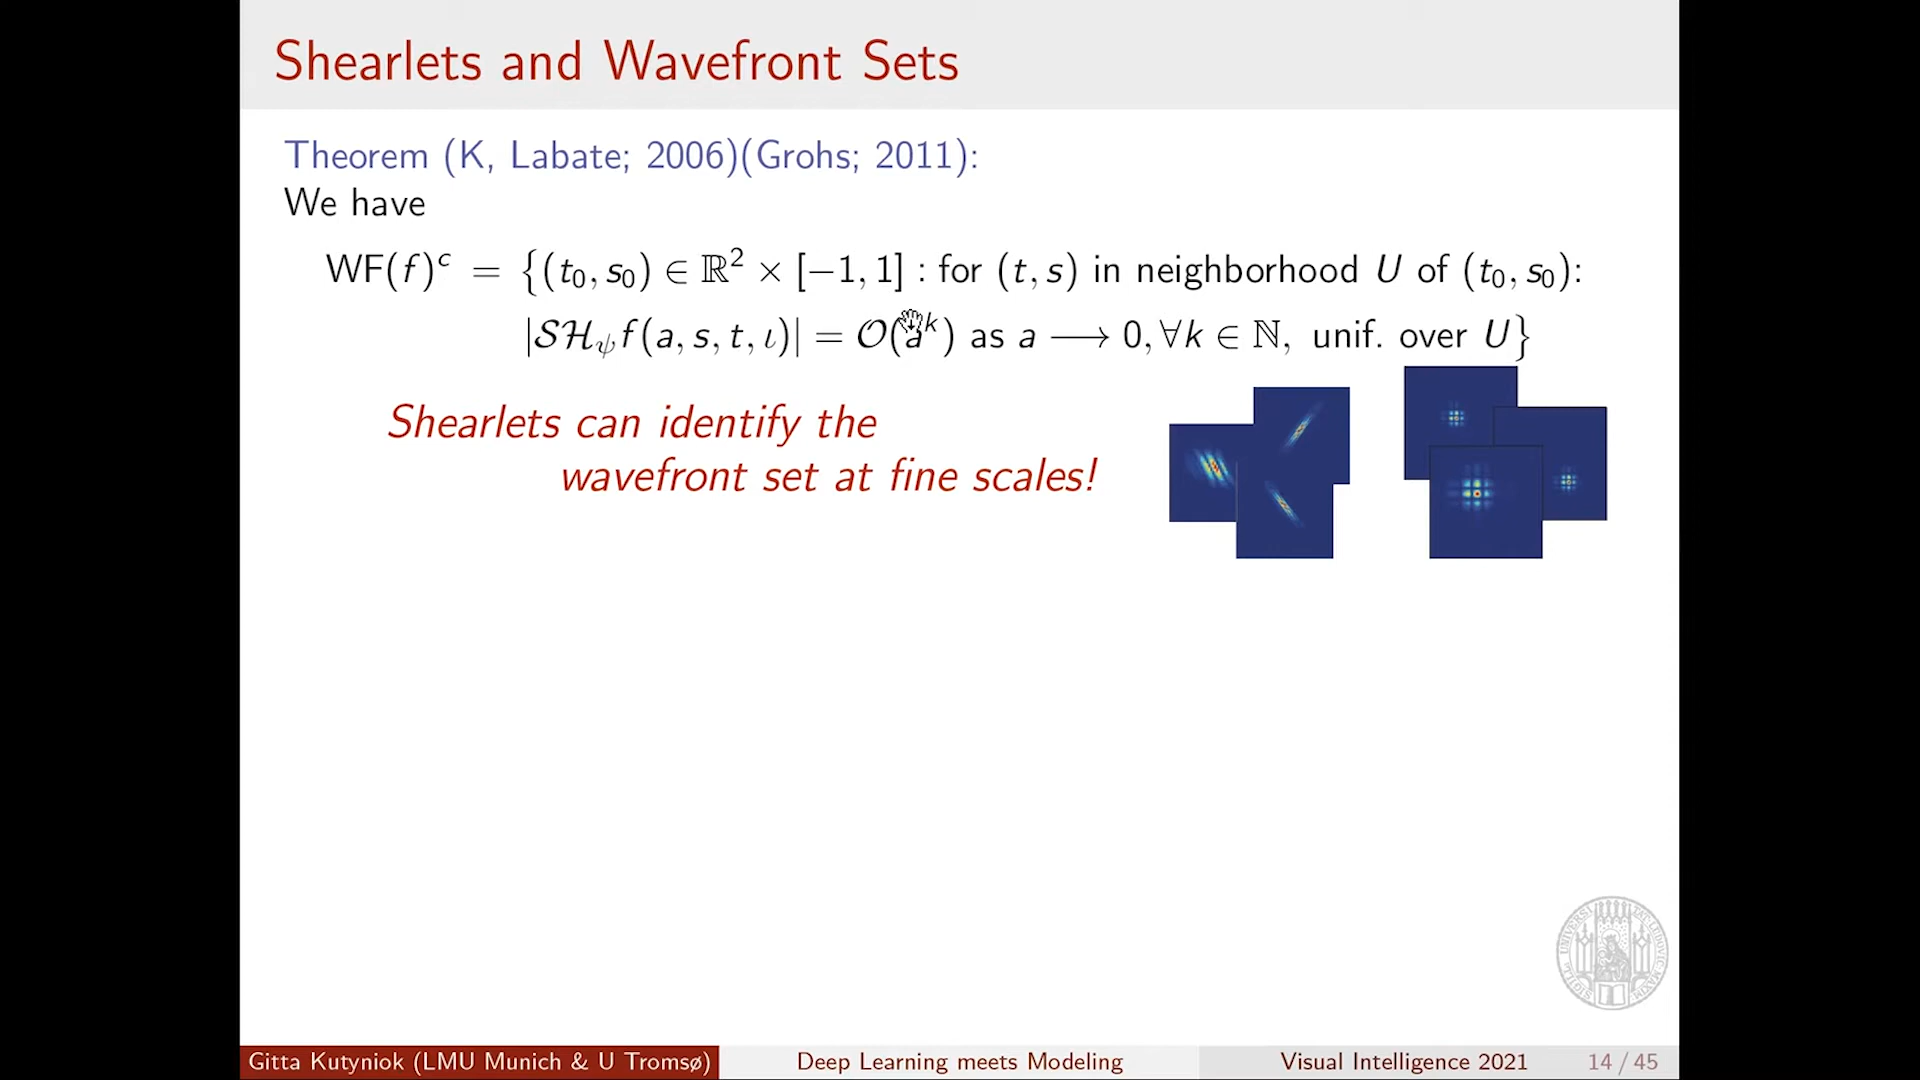 Shearlets and Wavefront Sets
Theorem (K, Labate; 2006)(Grohs; 2011):
We have
WF(f)ᶜ = {(t₀, s₀) ∈ ℝ² × [−1, 1] : for (t, s) in neighborhood U of (t₀, s₀):
|𝒮ℋ_ψ f(a, s, t, ι)| = 𝒪(aᵏ) as a ⟶ 0, ∀k ∈ ℕ, unif. over U}
Shearlets can identify the
wavefront set at fine scales!
Gitta Kutyniok (LMU Munich & U Tromsø) Deep Learning meets Modeling Visual Intelligence 2021 14 / 45